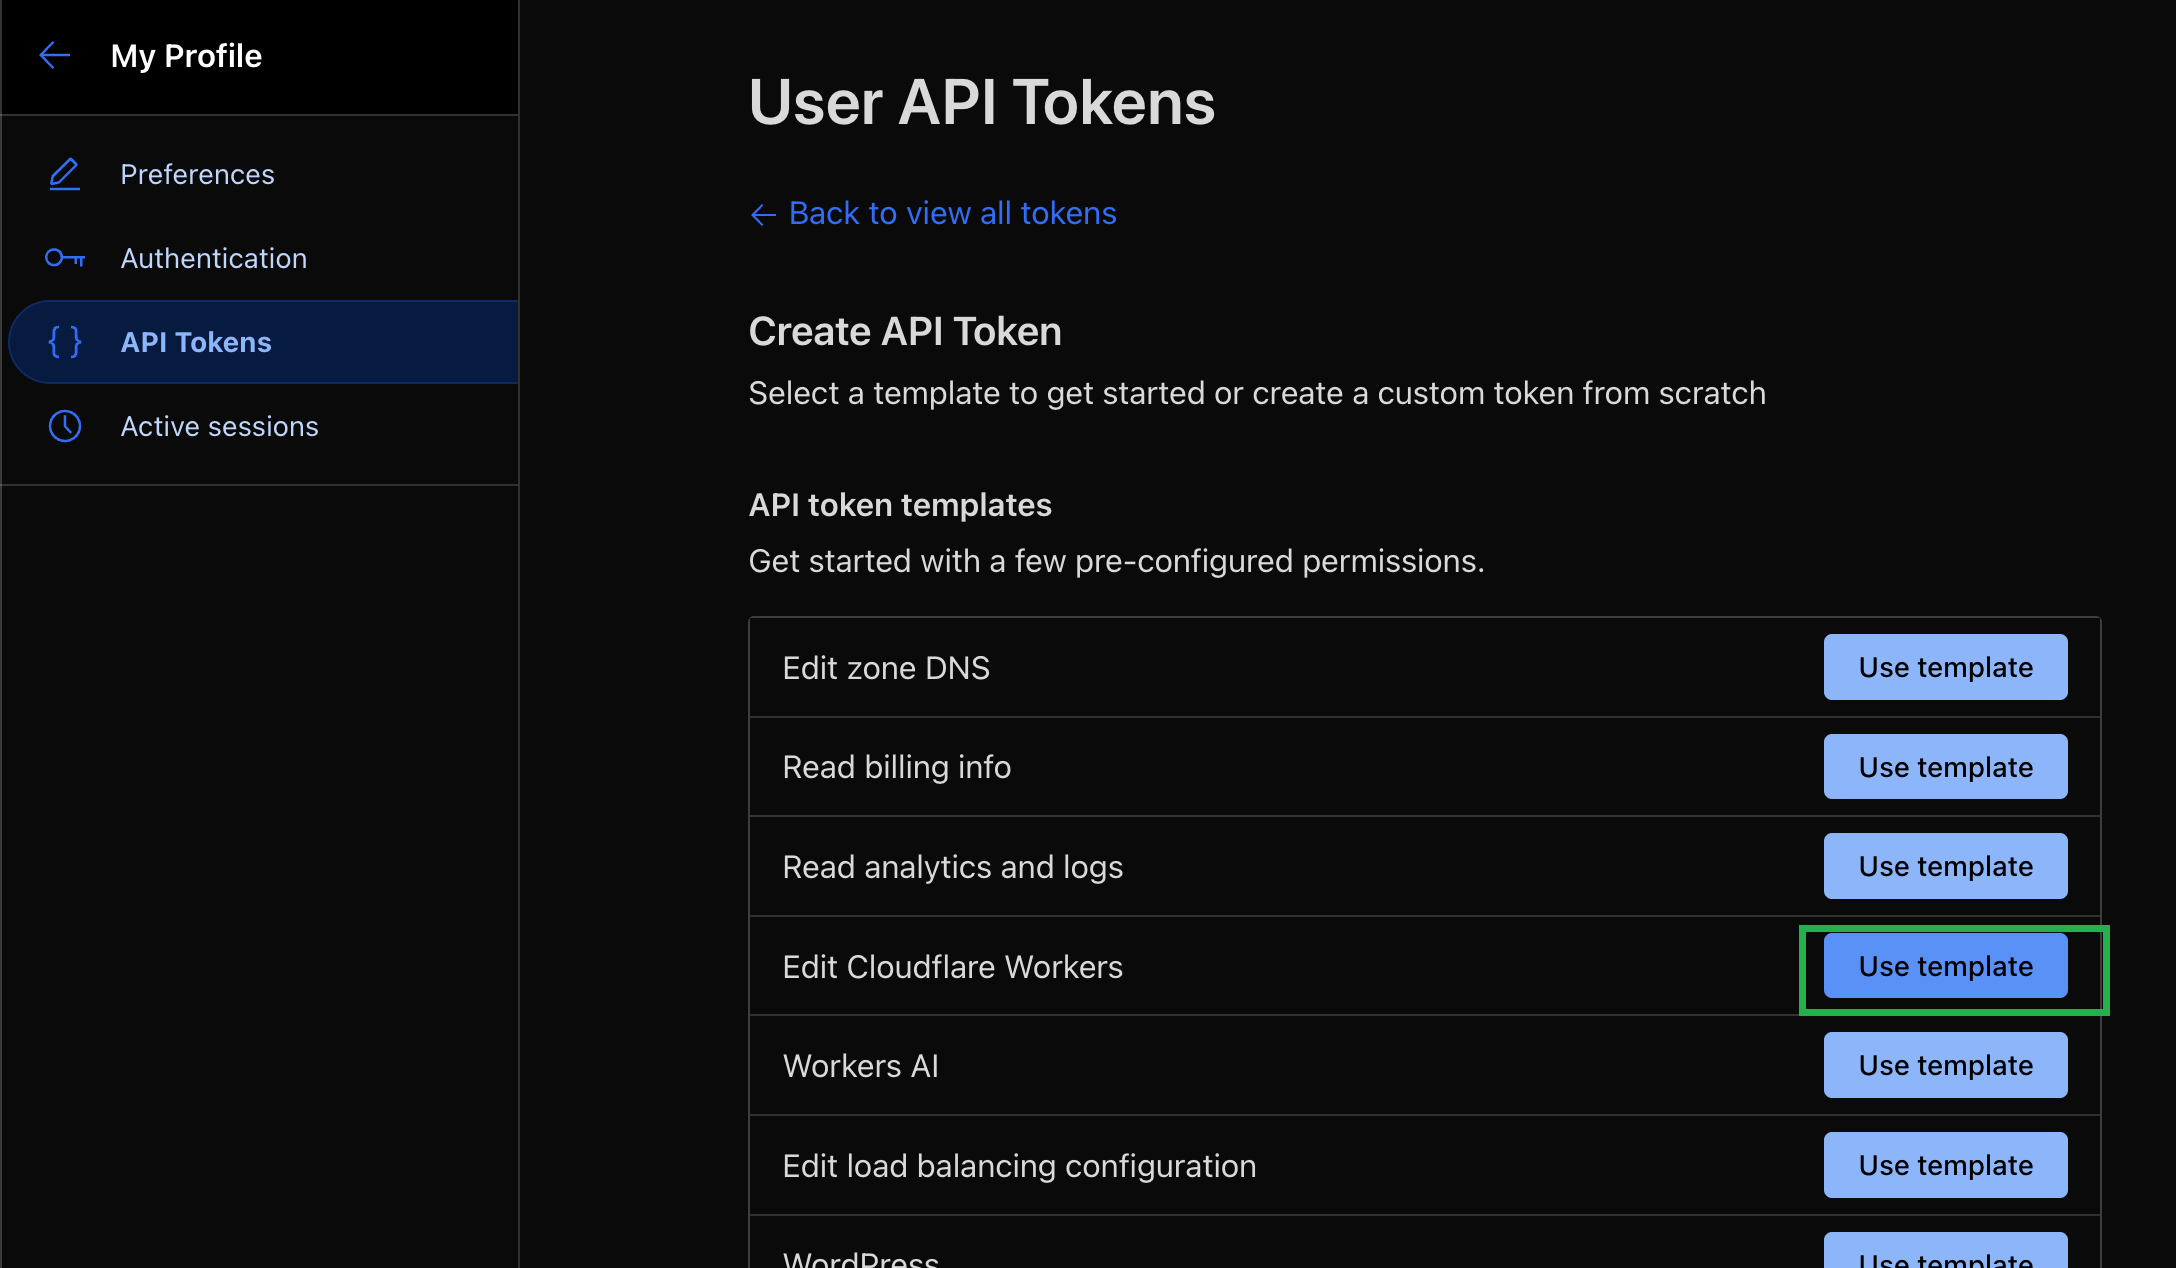 My Profile
Preferences
Authentication
API Tokens
Active sessions
User API Tokens
← Back to view all tokens
Create API Token
Select a template to get started or create a custom token from scratch
API token templates
Get started with a few pre-configured permissions.
Edit zone DNS Use template
Read billing info Use template
Read analytics and logs Use template
Edit Cloudflare Workers Use template
Workers AI Use template
Edit load balancing configuration Use template
WordPress Use template